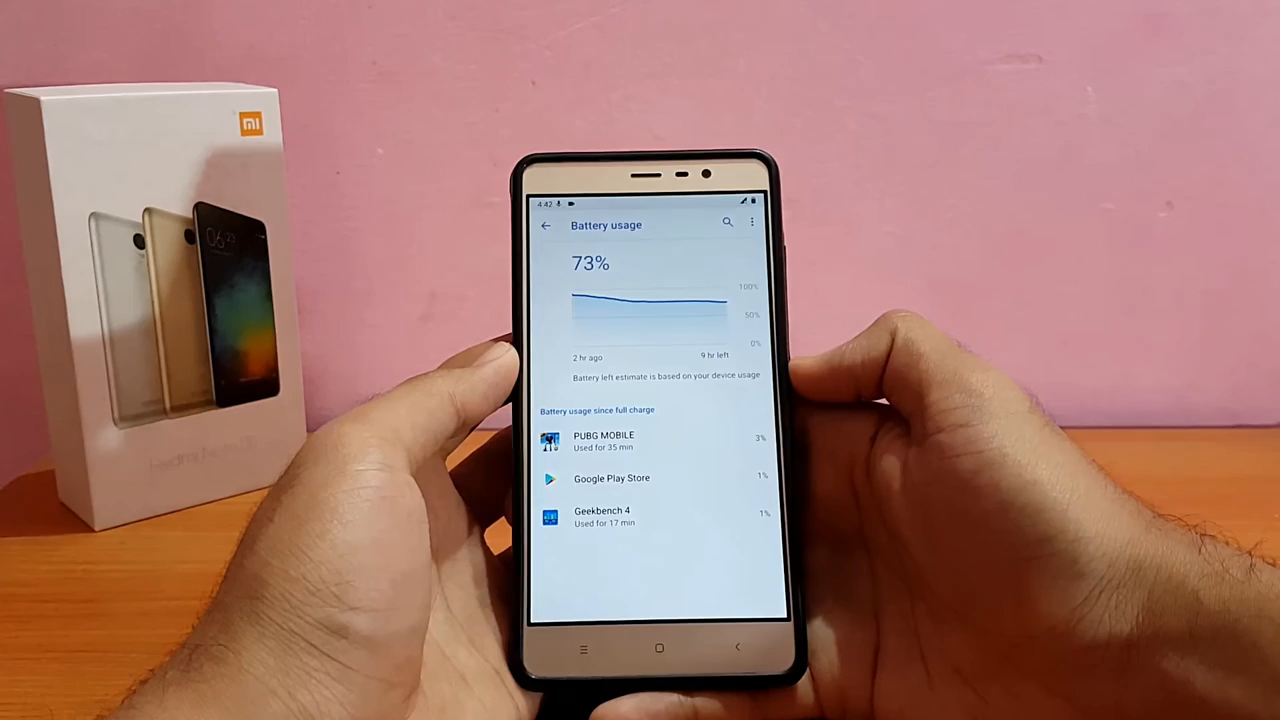 mi
06
23
4:42
Battery usage
73%
100%
50%
0%
2 hr ago
9 hr left
Battery left estimate is based on your device usage
Battery usage since full charge
PUBG MOBILE
3%
Used for 35 min
Google Play Store
1%
Geekbench 4
1%
Used for 17 min